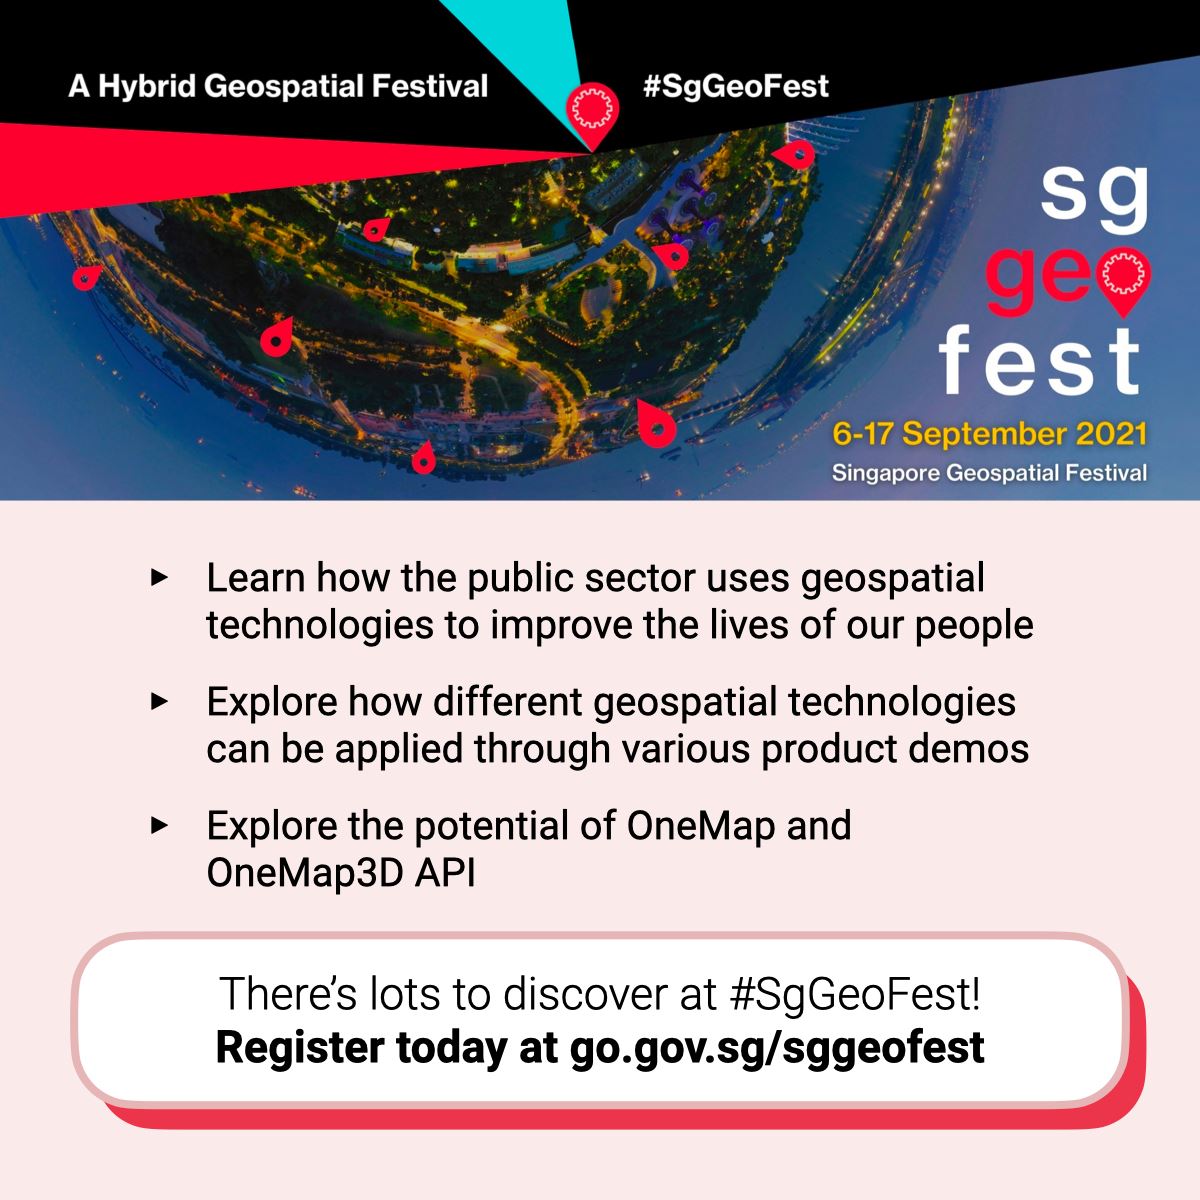 A Hybrid Geospatial Festival
#SgGeoFest
sg
geo
fest
6-17 September 2021
Singapore Geospatial Festival
► Learn how the public sector uses geospatial
technologies to improve the lives of our people
► Explore how different geospatial technologies
can be applied through various product demos
► Explore the potential of OneMap and
OneMap3D API
There’s lots to discover at #SgGeoFest!
Register today at go.gov.sg/sggeofest